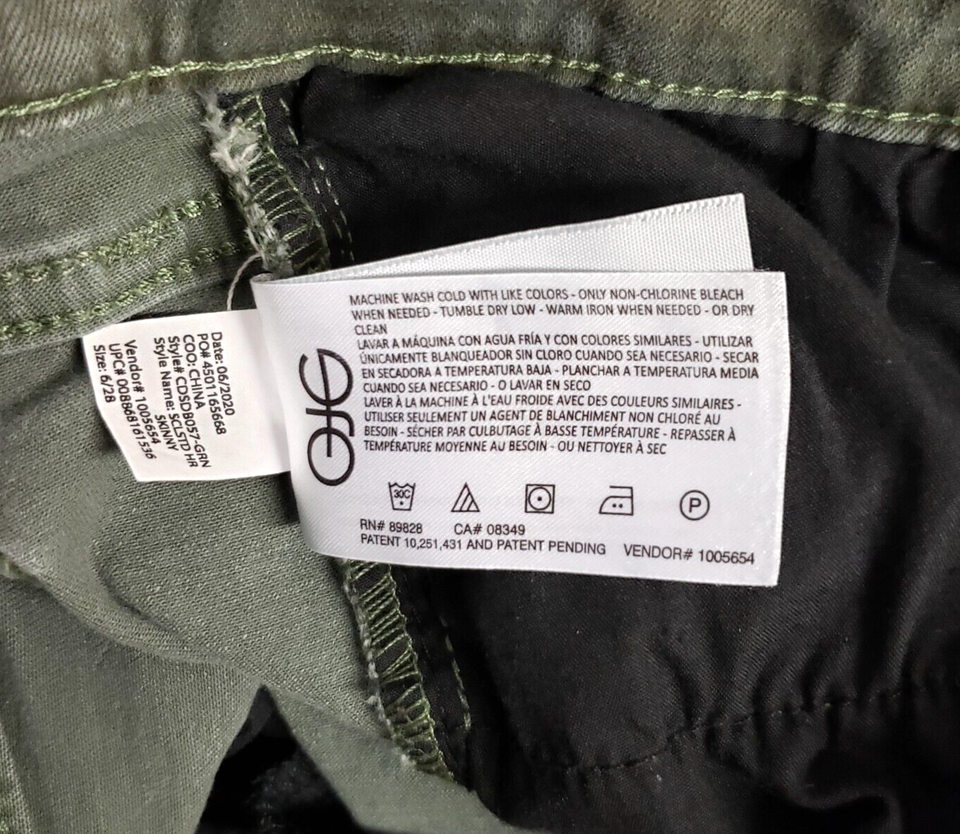 Date: 06/2020
PO# 4501165668
COO: CHINA
Style# CDSDB057-GRN
Style Name: SCLSTD HR
SKINNY
Vendor# 1005654
UPC# 008868161536
Size: 6/28
MACHINE WASH COLD WITH LIKE COLORS - ONLY NON-CHLORINE BLEACH
WHEN NEEDED - TUMBLE DRY LOW - WARM IRON WHEN NEEDED - OR DRY
CLEAN
LAVAR A MÁQUINA CON AGUA FRÍA Y CON COLORES SIMILARES - UTILIZAR
ÚNICAMENTE BLANQUEADOR SIN CLORO CUANDO SEA NECESARIO - SECAR
EN SECADORA A TEMPERATURA BAJA - PLANCHAR A TEMPERATURA MEDIA
CUANDO SEA NECESARIO - O LAVAR EN SECO
LAVER À LA MACHINE À L'EAU FROIDE AVEC DES COULEURS SIMILAIRES -
UTILISER SEULEMENT UN AGENT DE BLANCHIMENT NON CHLORÉ AU
BESOIN - SÉCHER PAR CULBUTAGE À BASSE TEMPÉRATURE - REPASSER À
TEMPÉRATURE MOYENNE AU BESOIN - OU NETTOYER À SEC
30C
P
RN# 89828 CA# 08349
PATENT 10,251,431 AND PATENT PENDING VENDOR# 1005654